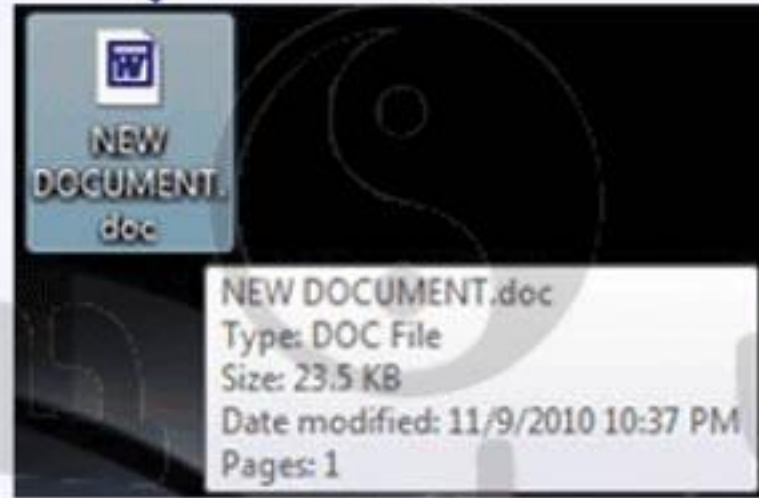 W
NEW
DOCUMENT.
doc
NEW DOCUMENT.doc
Type: DOC File
Size: 23.5 KB
Date modified: 11/9/2010 10:37 PM
Pages: 1